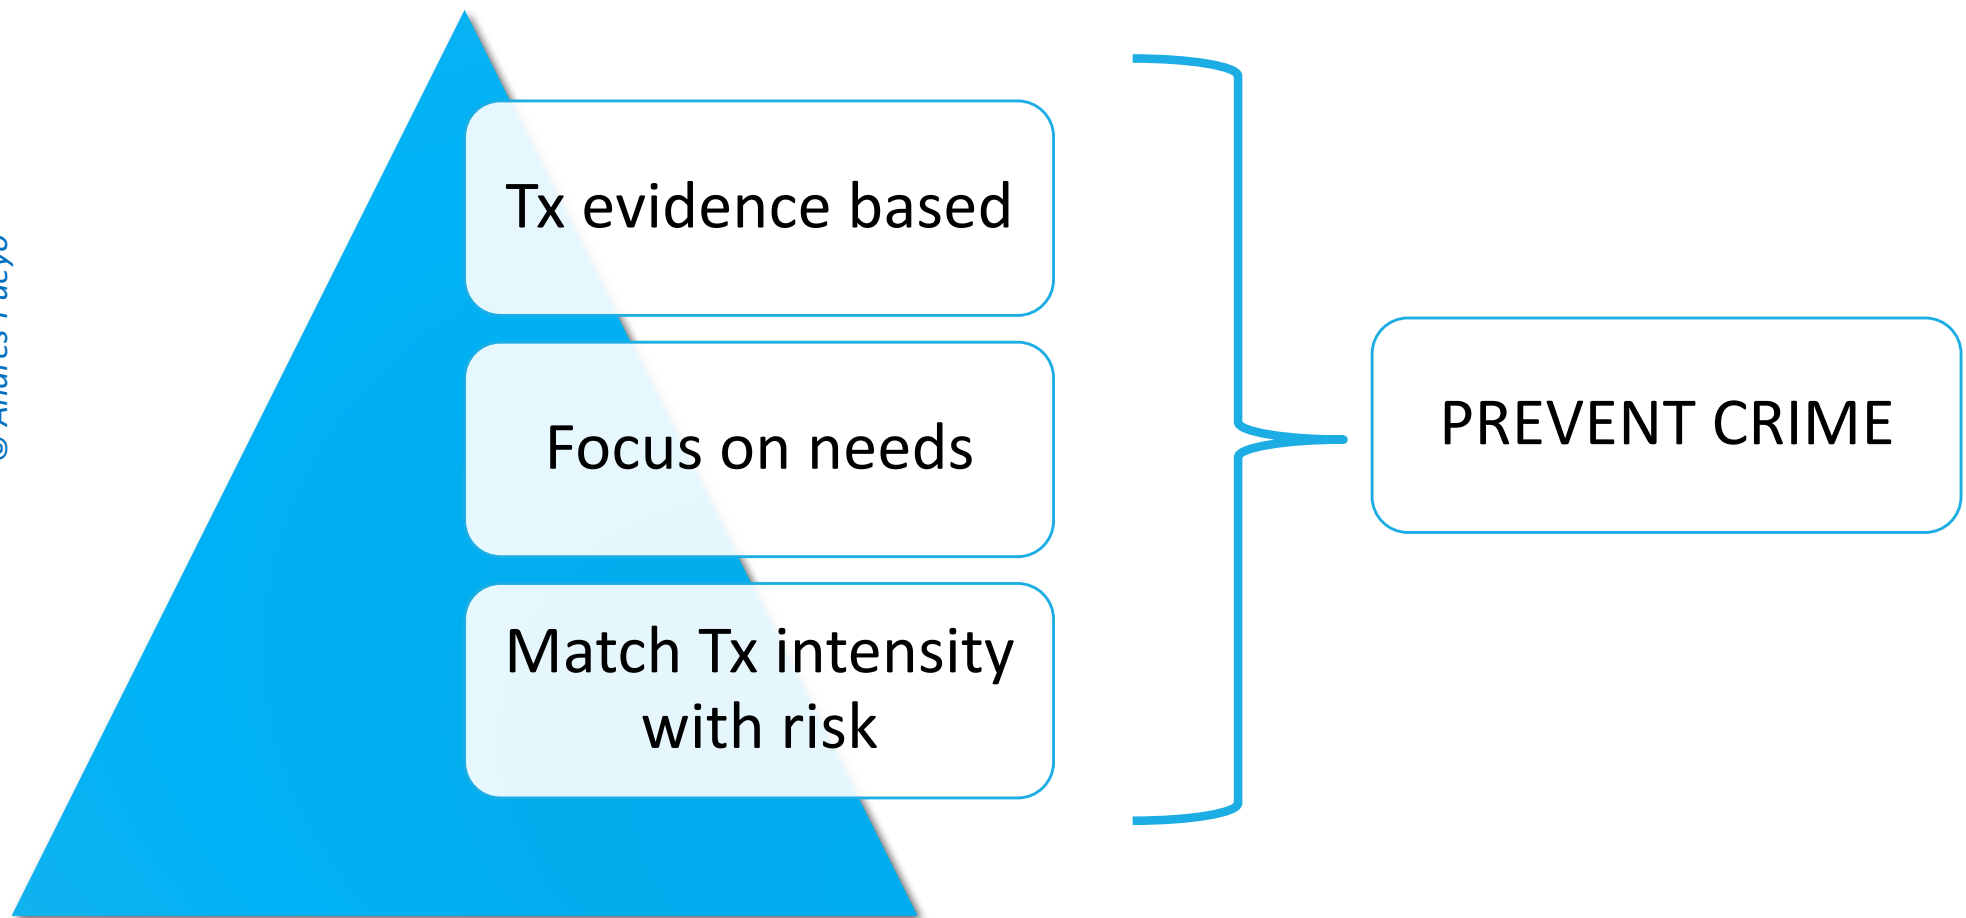 Tx evidence based
Focus on needs
Match Tx intensity
with risk
PREVENT CRIME